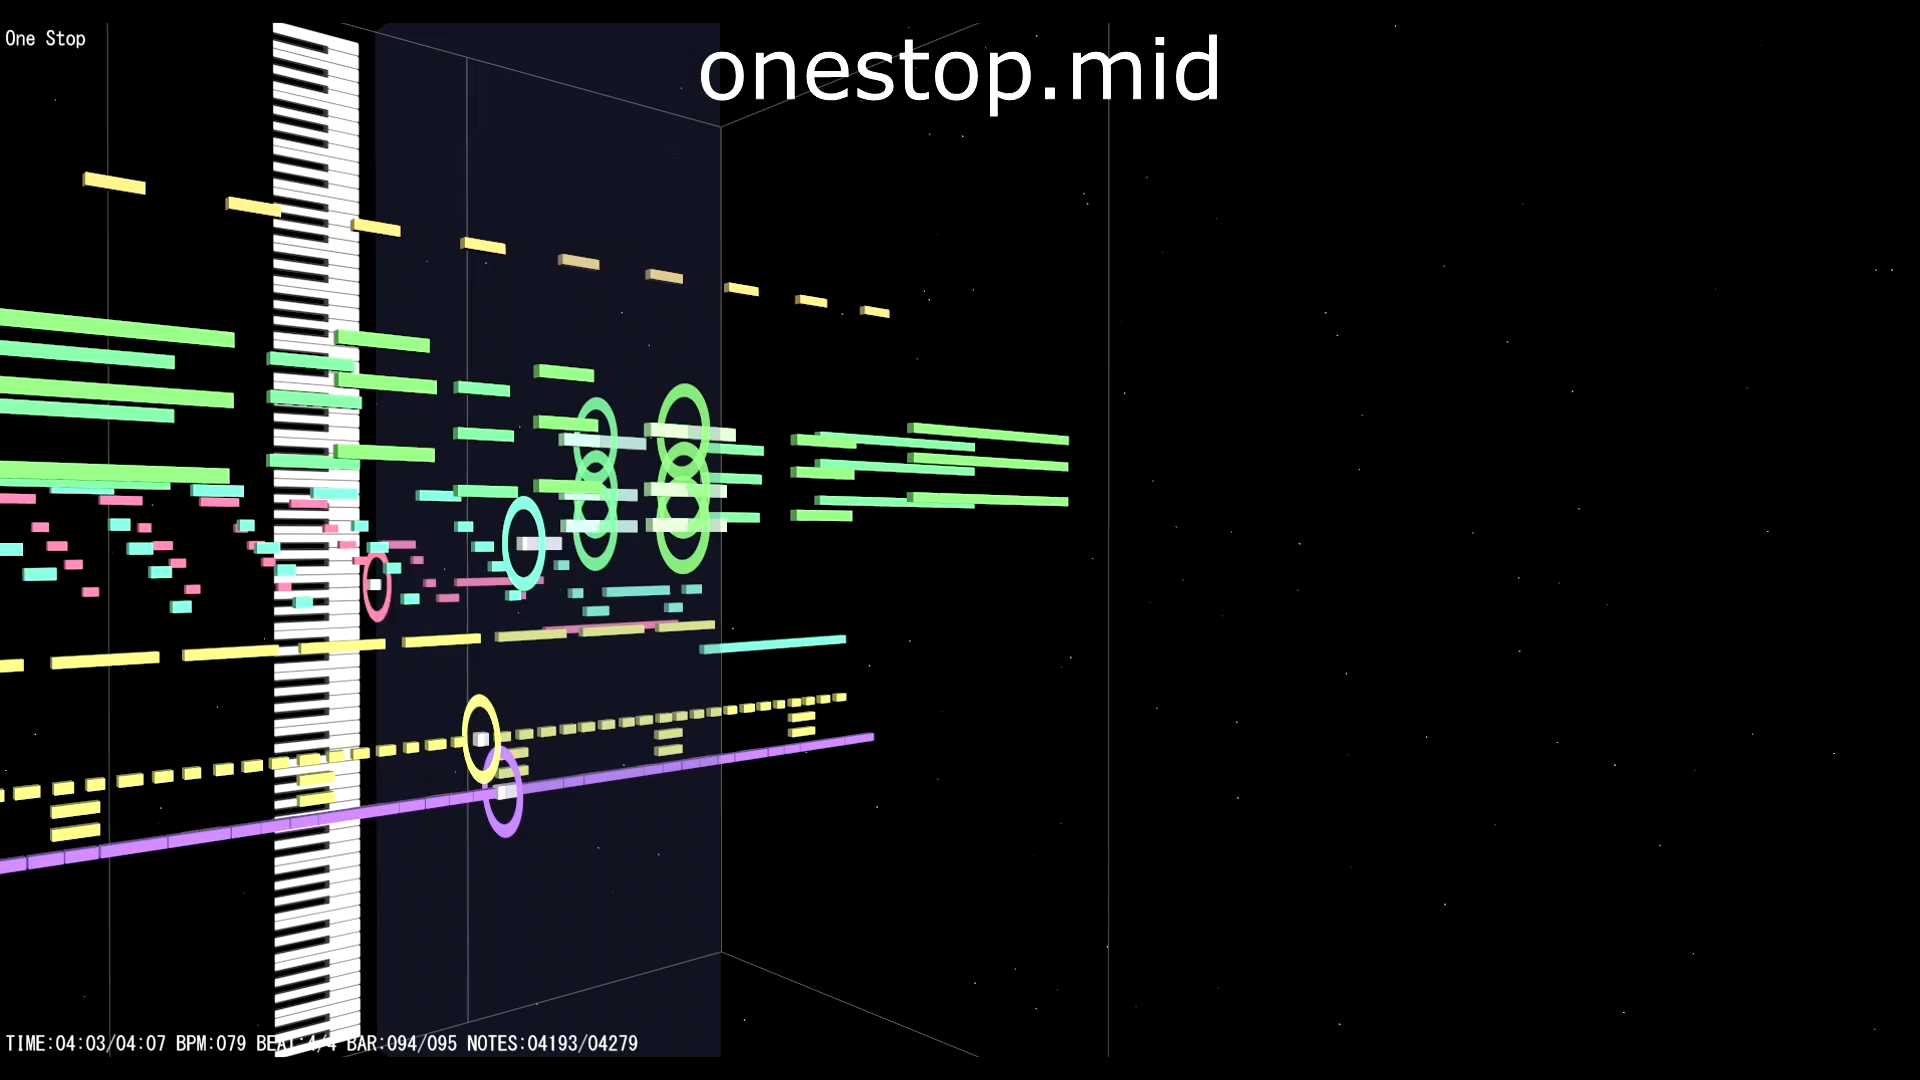 One Stop
onestop.mid
TIME:04:03/04:07 BPM:079 BEAT:4/4 BAR:094/095 NOTES:04193/04279